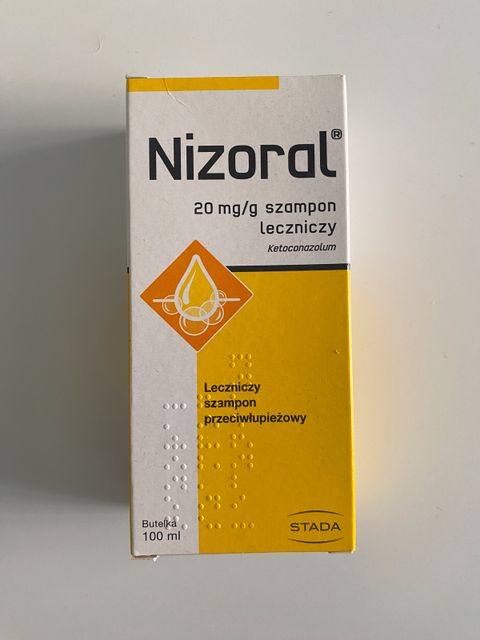 Nizoral®
20 mg/g szampon
leczniczy
Ketoconazolum
Leczniczy
szampon
przeciwłupieżowy
Butelka
100 ml
STADA